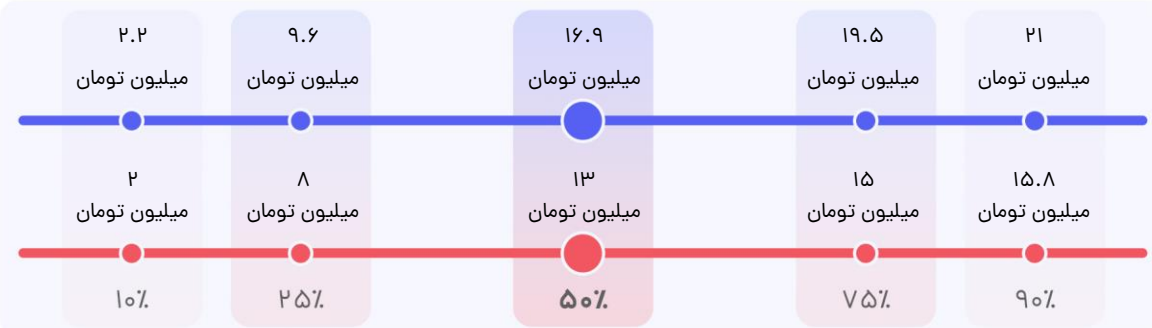 ۲.۲
میلیون تومان
۹.۶
میلیون تومان
۱۶.۹
میلیون تومان
۱۹.۵
میلیون تومان
۲۱
میلیون تومان
۲
میلیون تومان
۸
میلیون تومان
۱۳
میلیون تومان
۱۵
میلیون تومان
۱۵.۸
میلیون تومان
۱۰٪
۲۵٪
۵۰٪
۷۵٪
۹۰٪